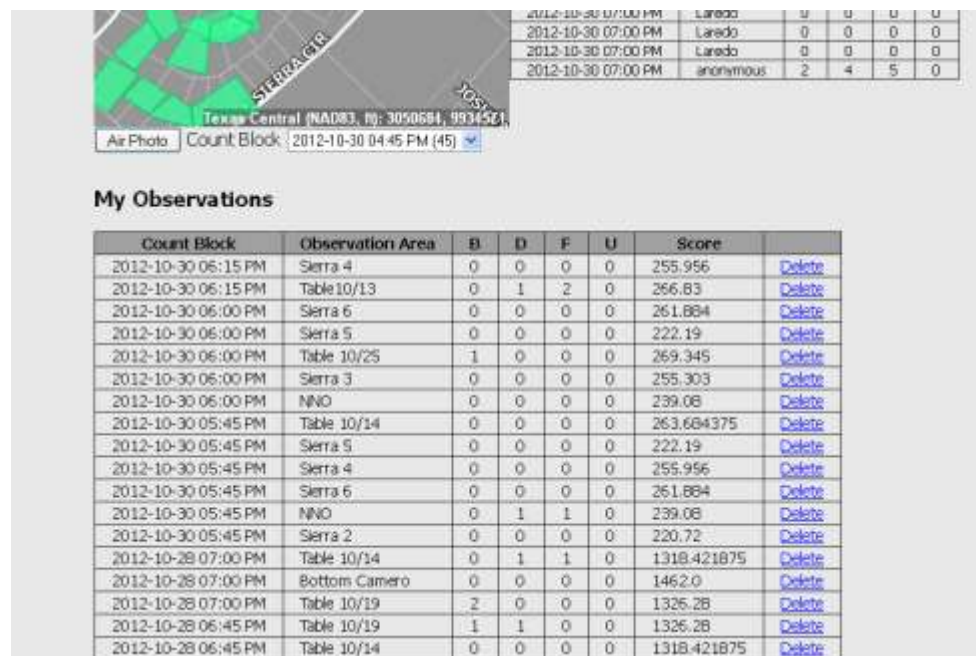 2012-10-30 07:00 PM Laredo 0 0 0 0
2012-10-30 07:00 PM Laredo 0 0 0 0
2012-10-30 07:00 PM Laredo 0 0 0 0
2012-10-30 07:00 PM anonymous 2 4 5 0
SIERRA CIR
Texas Central (NAD83, ft): 3050684,
Air Photo Count Block 2012-10-30 04:45 PM (45)
My Observations
Count Block Observation Area B D F U Score
2012-10-30 06:15 PM Sierra 4 0 0 0 0 255.956 Delete
2012-10-30 06:15 PM Table10/13 0 1 2 0 266.83 Delete
2012-10-30 06:00 PM Sierra 6 0 0 0 0 261.884 Delete
2012-10-30 06:00 PM Sierra 5 0 0 0 0 222.19 Delete
2012-10-30 06:00 PM Table 10/25 1 0 0 0 269.345 Delete
2012-10-30 06:00 PM Sierra 3 0 0 0 0 255.303 Delete
2012-10-30 06:00 PM NNO 0 0 0 0 239.08 Delete
2012-10-30 05:45 PM Table 10/14 0 0 0 0 263.684375 Delete
2012-10-30 05:45 PM Sierra 5 0 0 0 0 222.19 Delete
2012-10-30 05:45 PM Sierra 4 0 0 0 0 255.956 Delete
2012-10-30 05:45 PM Sierra 6 0 0 0 0 261.884 Delete
2012-10-30 05:45 PM NNO 0 1 1 0 239.08 Delete
2012-10-30 05:45 PM Sierra 2 0 0 0 0 220.72 Delete
2012-10-28 07:00 PM Table 10/14 0 1 1 0 1318.421875 Delete
2012-10-28 07:00 PM Bottom Camero 0 0 0 0 1462.0 Delete
2012-10-28 07:00 PM Table 10/19 2 0 0 0 1326.28 Delete
2012-10-28 06:45 PM Table 10/19 1 1 0 0 1326.28 Delete
2012-10-28 06:45 PM Table 10/14 0 0 0 0 1318.421875 Delete